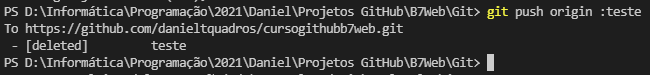 PS D:\Informática\Programação\2021\Daniel\Projetos GitHub\B7Web\Git> git push origin :teste
To https://github.com/danieltquadros/cursogithubb7web.git
 - [deleted]         teste
PS D:\Informática\Programação\2021\Daniel\Projetos GitHub\B7Web\Git>